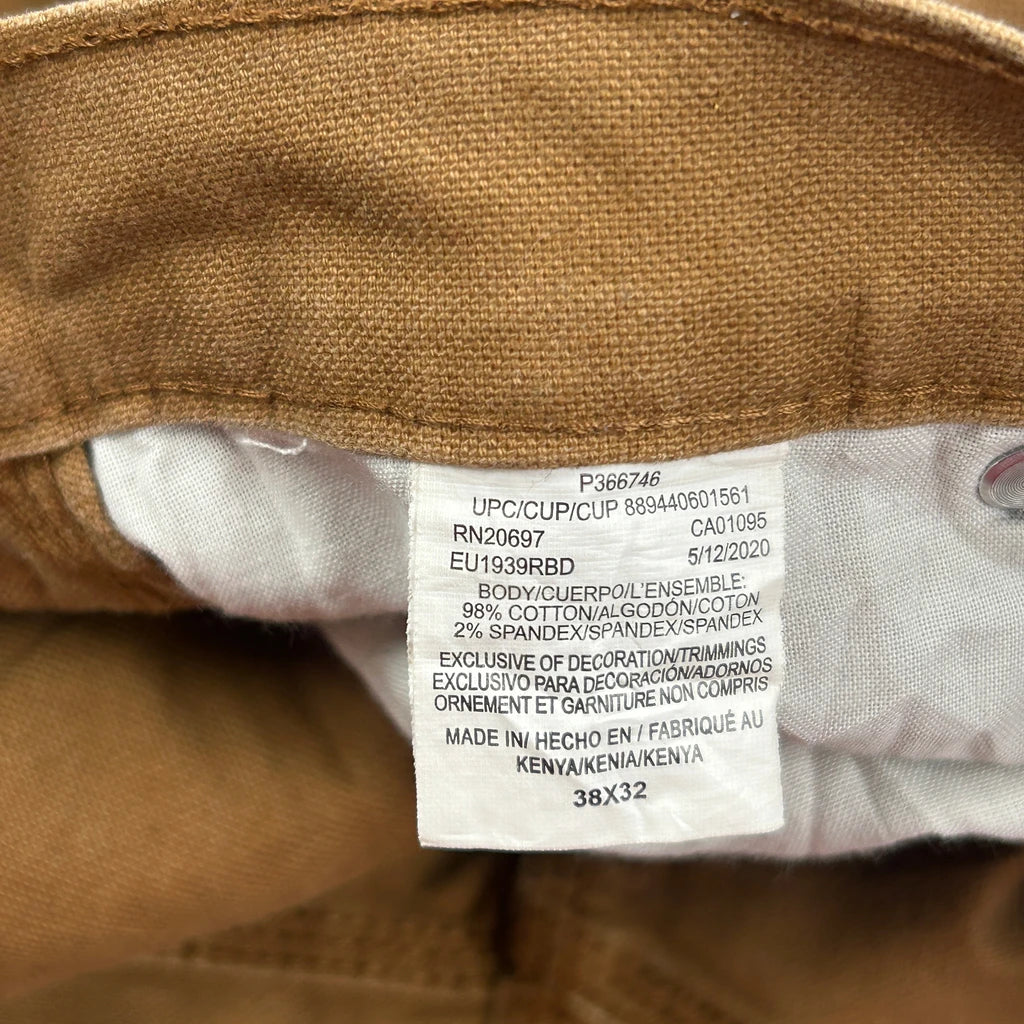 P366746
UPC/CUP/CUP 889440601561
RN20697 CA01095
EU1939RBD 5/12/2020
BODY/CUERPO/L'ENSEMBLE:
98% COTTON/ALGODÓN/COTON
2% SPANDEX/SPANDEX/SPANDEX
EXCLUSIVE OF DECORATION/TRIMMINGS
EXCLUSIVO PARA DECORACIÓN/ADORNOS
ORNEMENT ET GARNITURE NON COMPRIS
MADE IN/ HECHO EN / FABRIQUÉ AU
KENYA/KENIA/KENYA
38X32